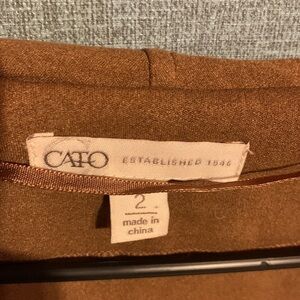 CATO ESTABLISHED 1946
2
made in
china